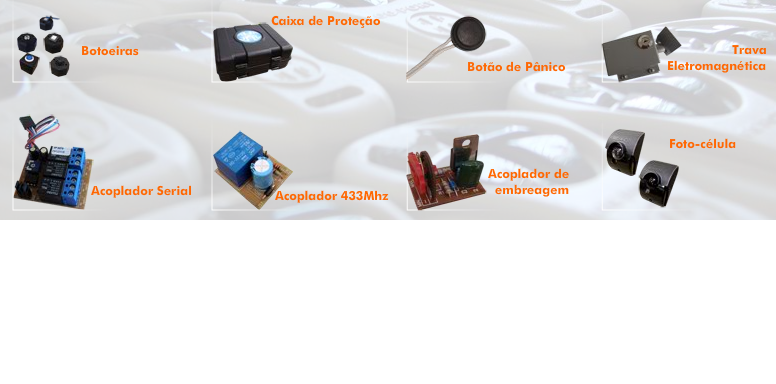 Botoeiras
Caixa de Proteção
Botão de Pânico
Trava
Eletromagnética
Acoplador Serial
Acoplador 433Mhz
Acoplador de
embreagem
Foto-célula